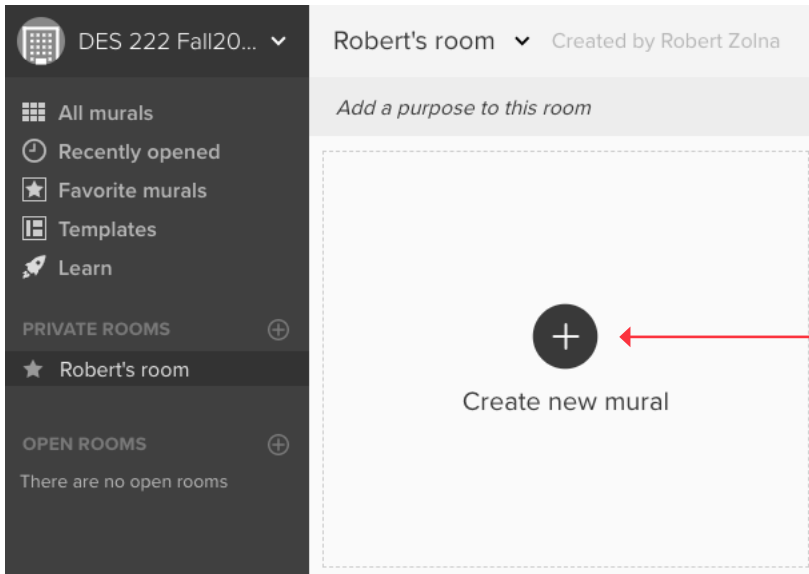 DES 222 Fall20...
All murals
Recently opened
Favorite murals
Templates
Learn
PRIVATE ROOMS
Robert's room
OPEN ROOMS
There are no open rooms
Robert's room
Created by Robert Zolna
Add a purpose to this room
Create new mural